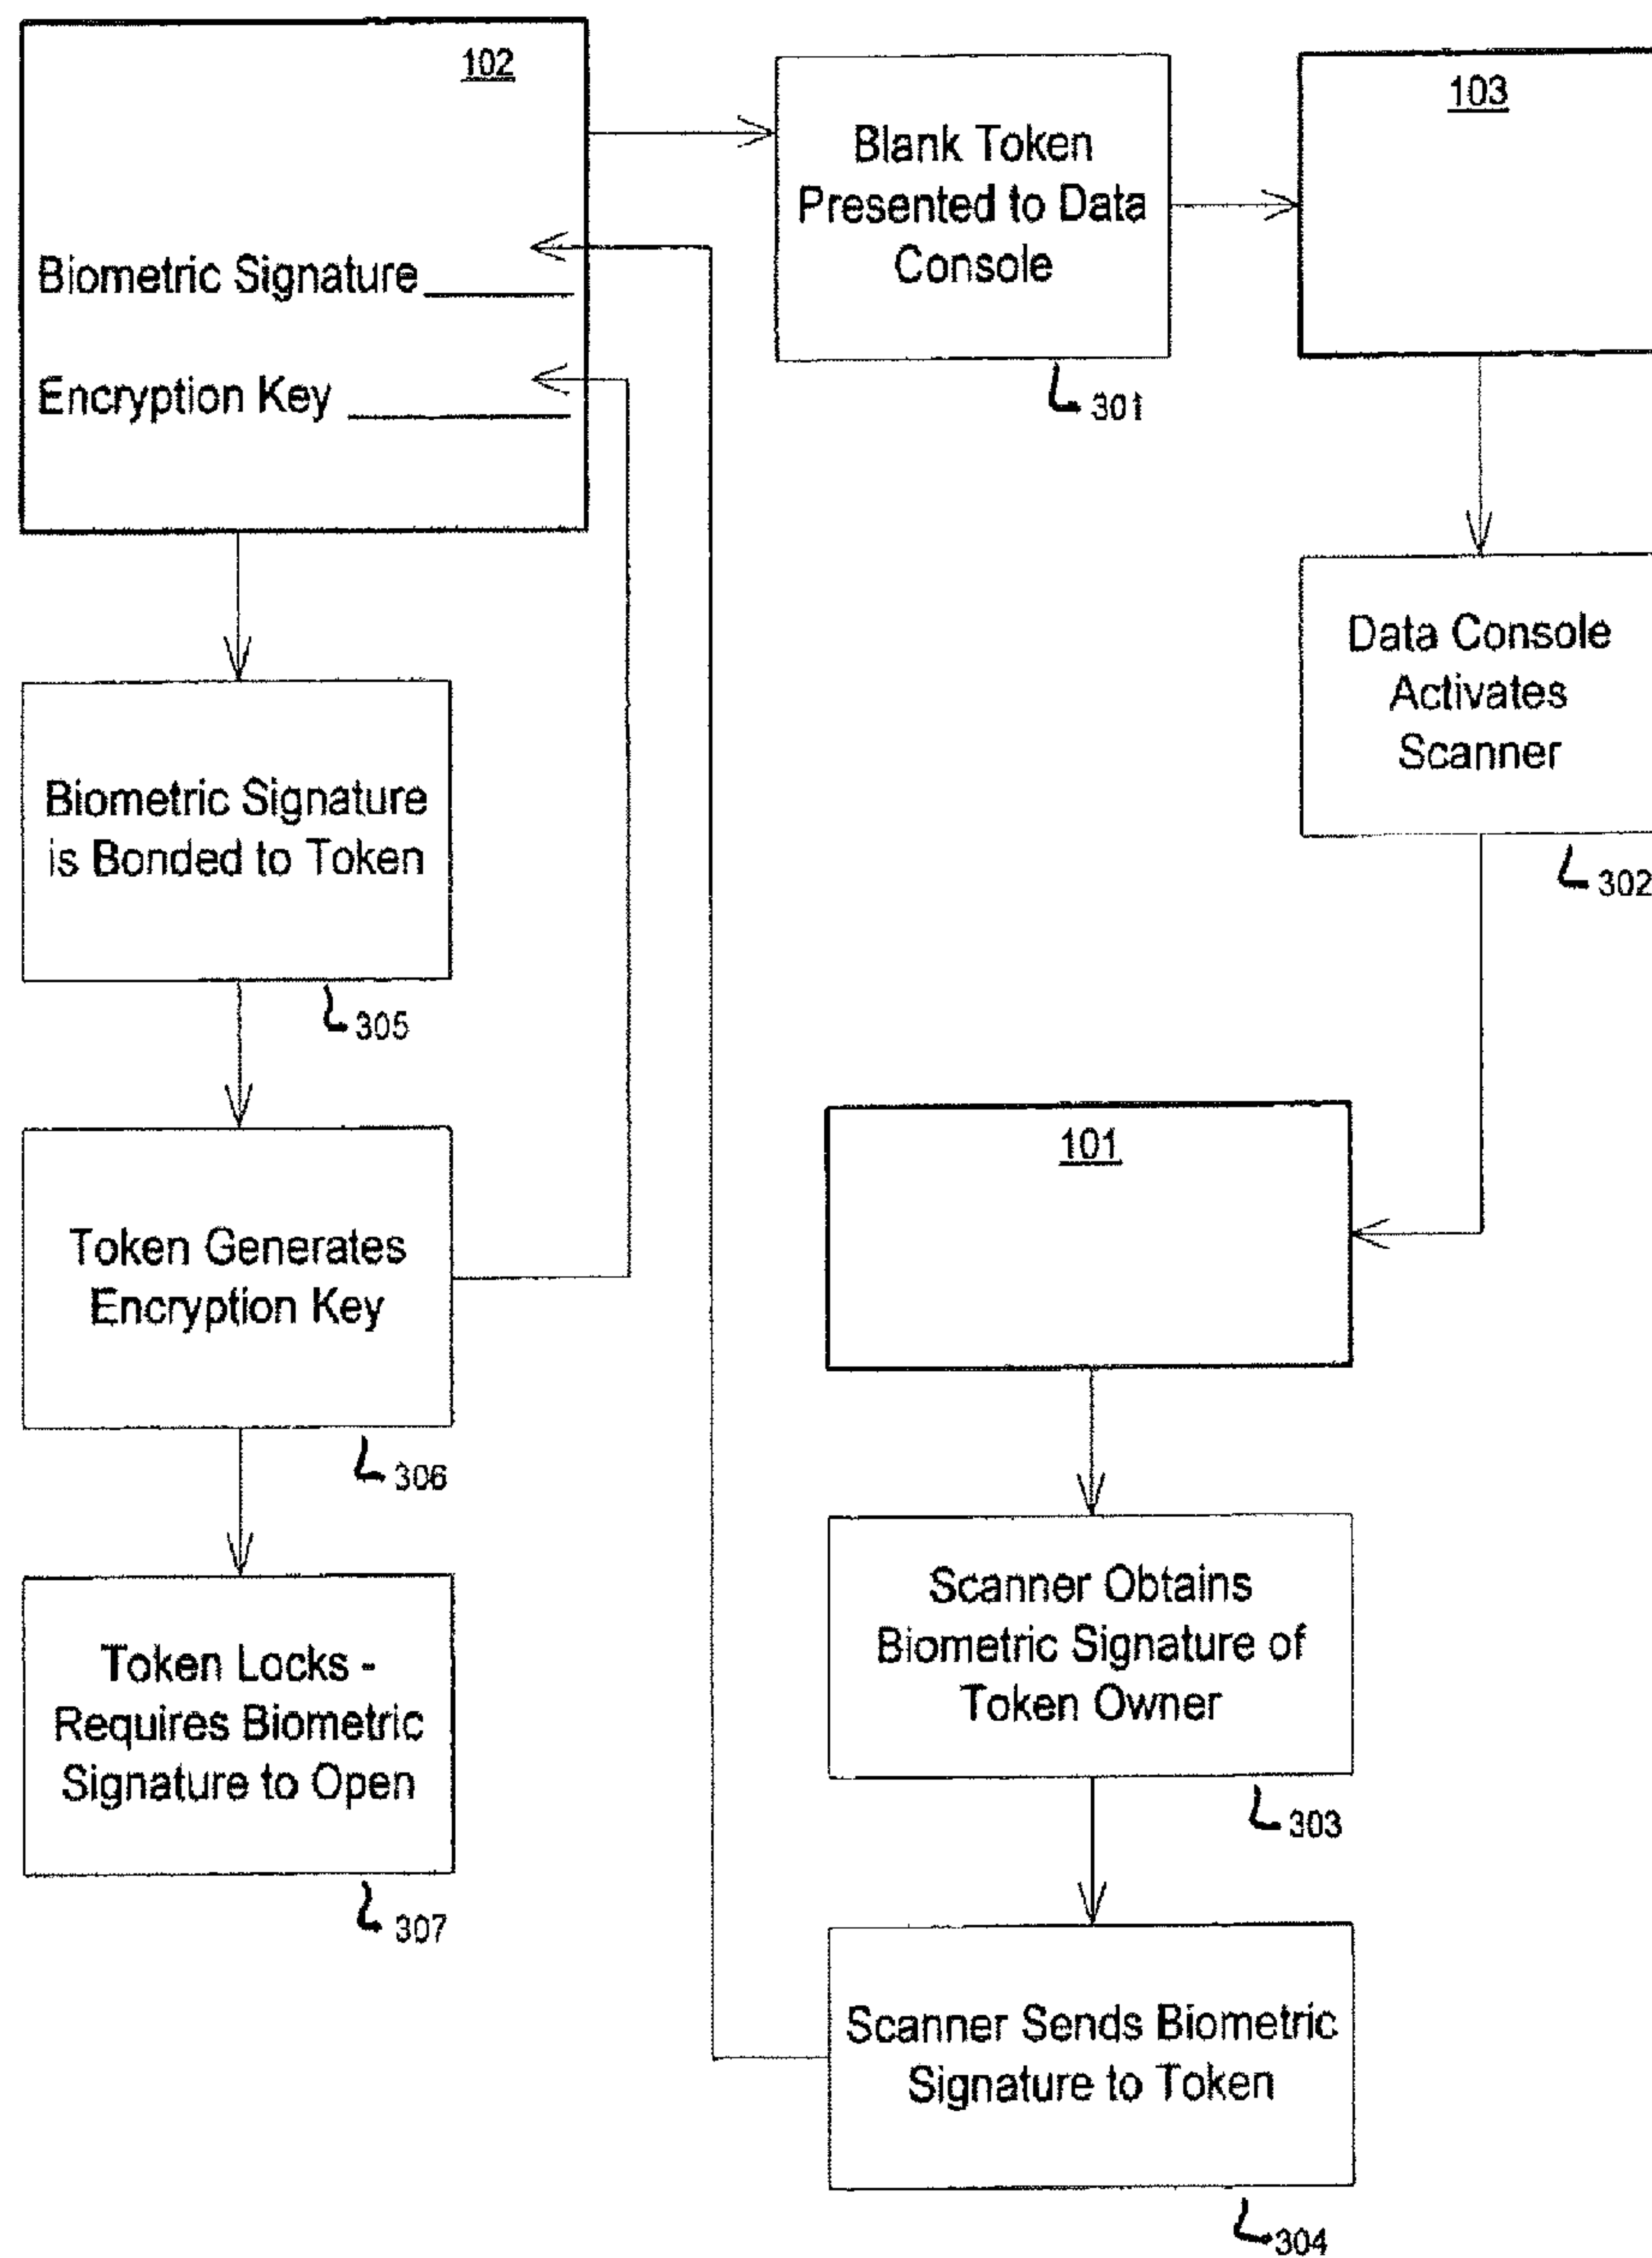 102
Biometric Signature
Encryption Key
Blank Token
Presented to Data
Console
301
103
Data Console
Activates
Scanner
302
101
Scanner Obtains
Biometric Signature of
Token Owner
303
Scanner Sends Biometric
Signature to Token
304
Biometric Signature
is Bonded to Token
305
Token Generates
Encryption Key
306
Token Locks -
Requires Biometric
Signature to Open
307